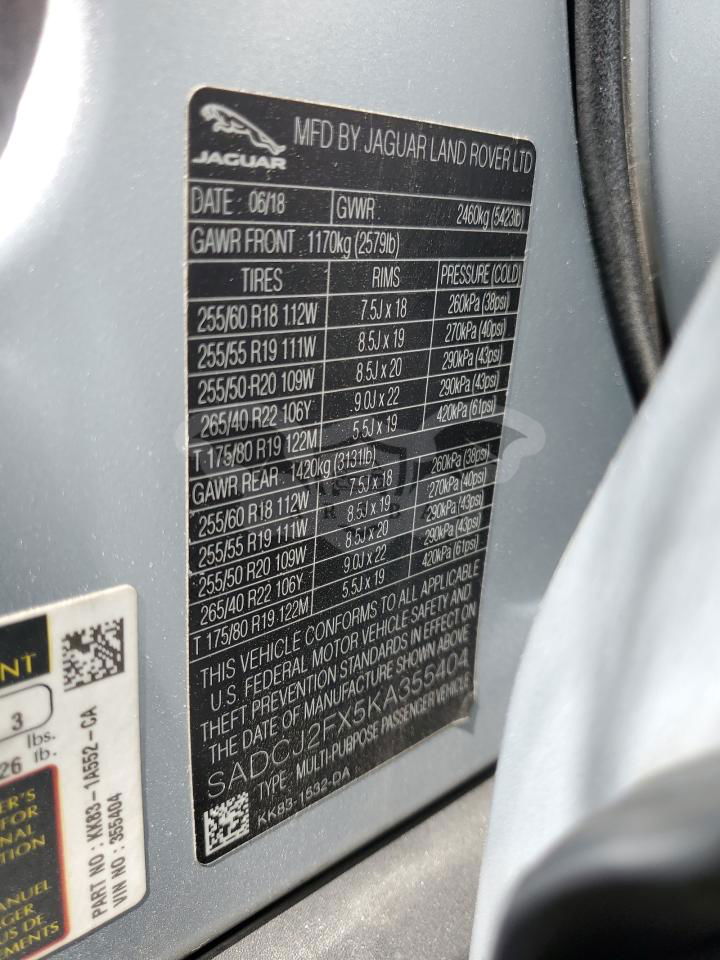 JAGUAR
MFD BY JAGUAR LAND ROVER LTD
DATE 06/18 GVWR 2460kg (5423lb)
GAWR FRONT 1170kg (2579lb)
TIRES RIMS PRESSURE (COLD)
255/60 R18 112W 7.5J x 18 260kPa (38psi)
255/55 R19 111W 8.5J x 19 270kPa (40psi)
255/50 R20 109W 8.5J x 20 290kPa (43psi)
265/40 R22 106Y 9.0J x 22 290kPa (43psi)
T 175/80 R19 122M 5.5J x 19 420kPa (61psi)
GAWR REAR 1420kg (3131lb)
255/60 R18 112W 7.5J x 18 260kPa (38psi)
255/55 R19 111W 8.5J x 19 270kPa (40psi)
255/50 R20 109W 8.5J x 20 290kPa (43psi)
265/40 R22 106Y 9.0J x 22 290kPa (43psi)
T 175/80 R19 122M 5.5J x 19 420kPa (61psi)
THIS VEHICLE CONFORMS TO ALL APPLICABLE
U.S. FEDERAL MOTOR VEHICLE SAFETY AND
THEFT PREVENTION STANDARDS IN EFFECT ON
THE DATE OF MANUFACTURE SHOWN ABOVE
SADCJ2FX5KA355404
TYPE: MULTI-PURPOSE PASSENGER VEHICLE
KK83-1532-DA
3
lbs.
26 lb.
FOR
PART NO: KK83-1A552-CA
VIN NO: 355404